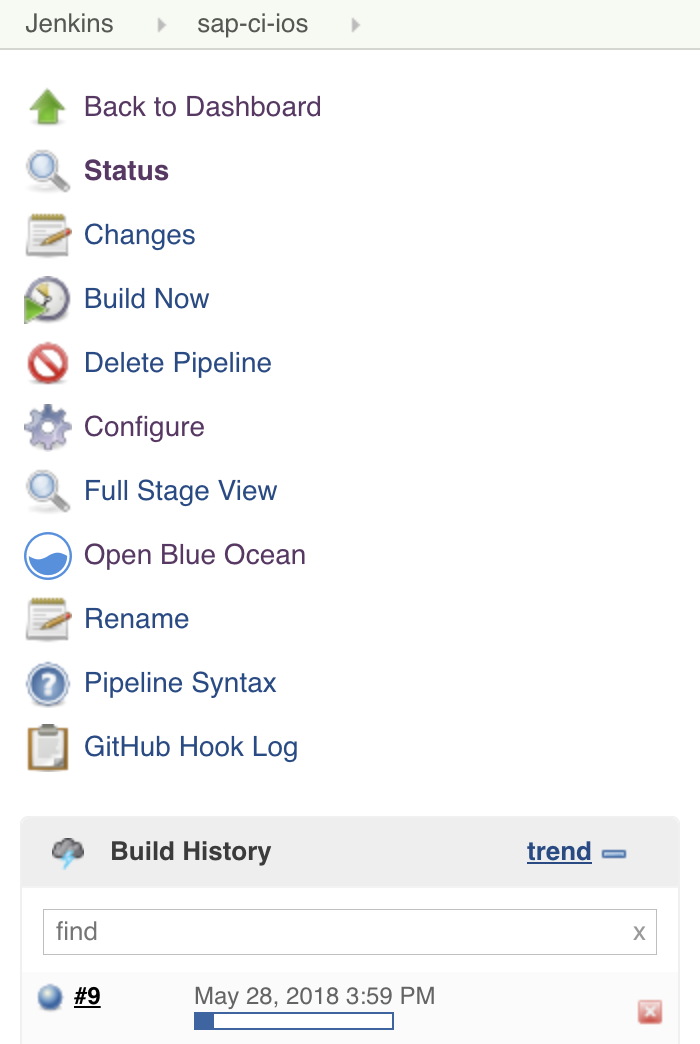 Jenkins sap-ci-ios
Back to Dashboard
Status
Changes
Build Now
Delete Pipeline
Configure
Full Stage View
Open Blue Ocean
Rename
Pipeline Syntax
GitHub Hook Log
Build History trend
find x
#9 May 28, 2018 3:59 PM